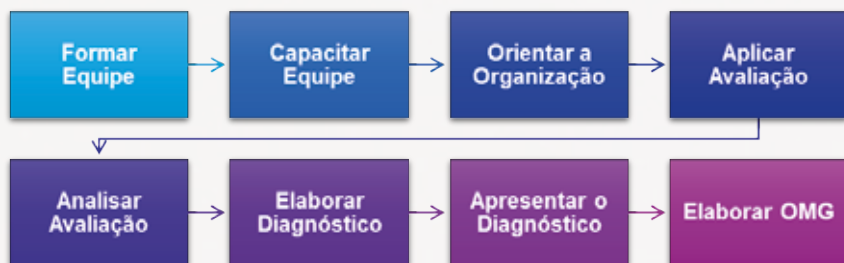 Formar
Equipe
Capacitar
Equipe
Orientar a
Organização
Aplicar
Avaliação
Analisar
Avaliação
Elaborar
Diagnóstico
Apresentar o
Diagnóstico
Elaborar OMG